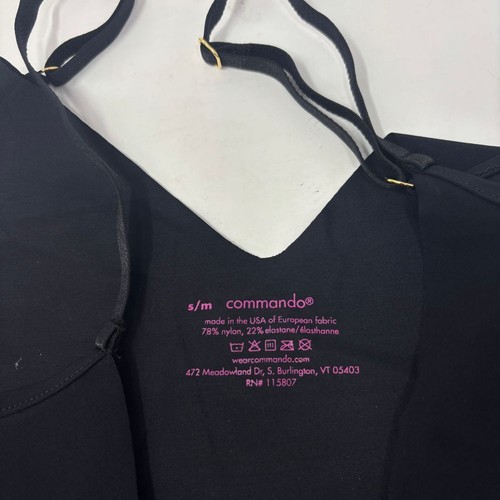 s/m commando®
made in the USA of European fabric
78% nylon, 22% elastane/élasthanne
wearcommando.com
472 Meadowland Dr, S. Burlington, VT 05403
RN# 115807